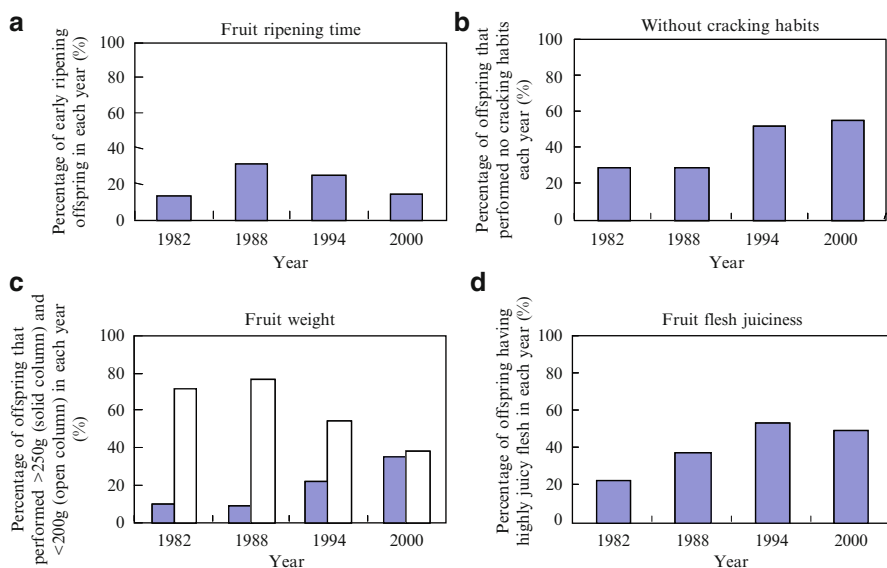 a
Fruit ripening time
Percentage of early ripening
offspring in each year (%)
100
80
60
40
20
0
1982 1988 1994 2000
Year
b
Without cracking habits
Percentage of offspring that
performed no cracking habits
each year (%)
100
80
60
40
20
0
1982 1988 1994 2000
Year
c
Fruit weight
Percentage of offspring that
performed >250g (solid column) and
<200g (open column) in each year
(%)
100
80
60
40
20
0
1982 1988 1994 2000
Year
d
Fruit flesh juiciness
Percentage of offspring having
highly juicy flesh in each year (%)
100
80
60
40
20
0
1982 1988 1994 2000
Year